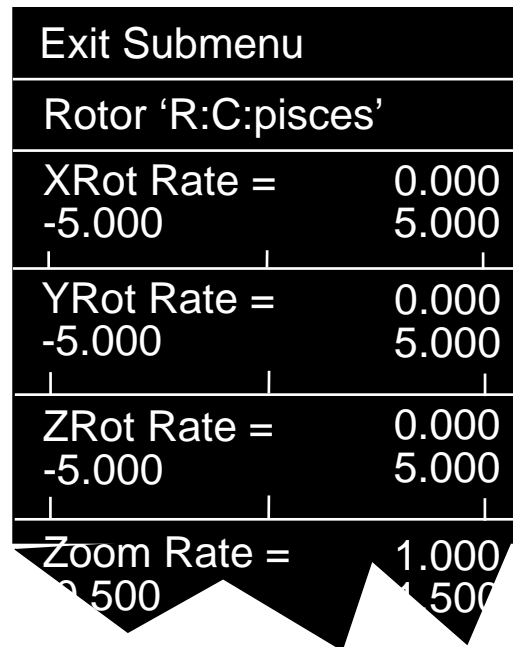 Exit Submenu
Rotor ‘R:C:pisces’
XRot Rate = 0.000
-5.000 5.000
YRot Rate = 0.000
-5.000 5.000
ZRot Rate = 0.000
-5.000 5.000
Zoom Rate = 1.000